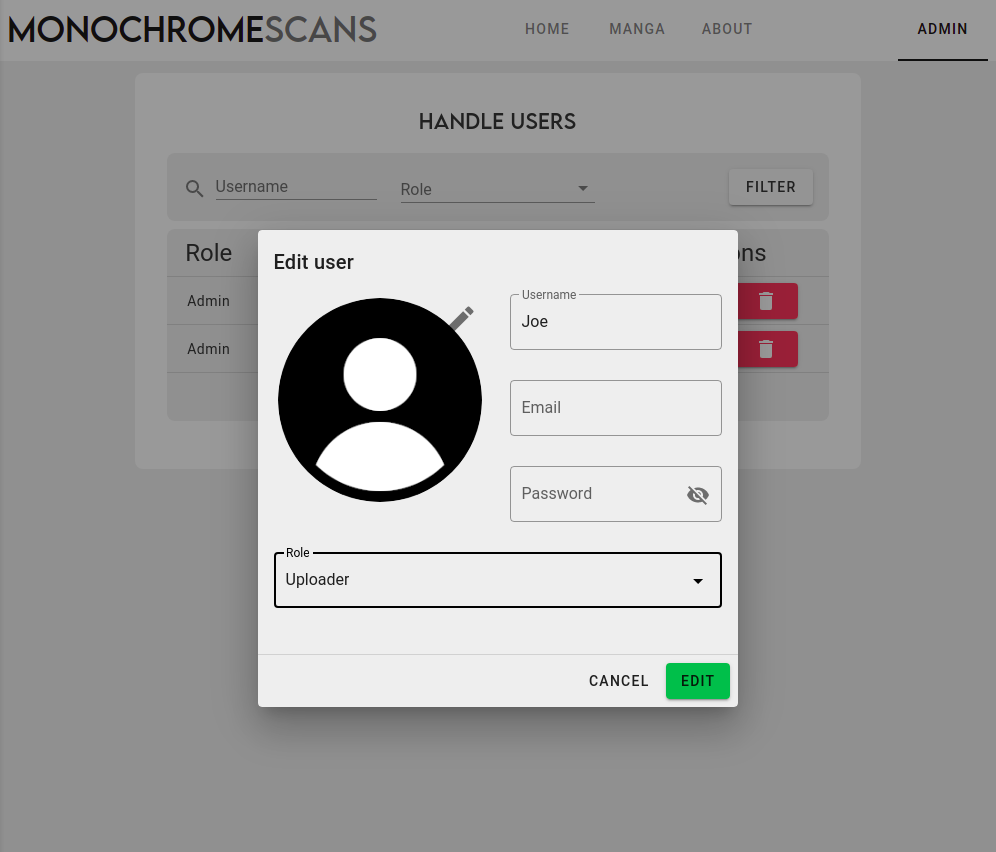 MONOCHROMESCANS
HOME
MANGA
ABOUT
ADMIN
HANDLE USERS
Username
Role
FILTER
Role
Admin
Admin
Edit user
Username
Joe
Email
Password
Role
Uploader
CANCEL
EDIT